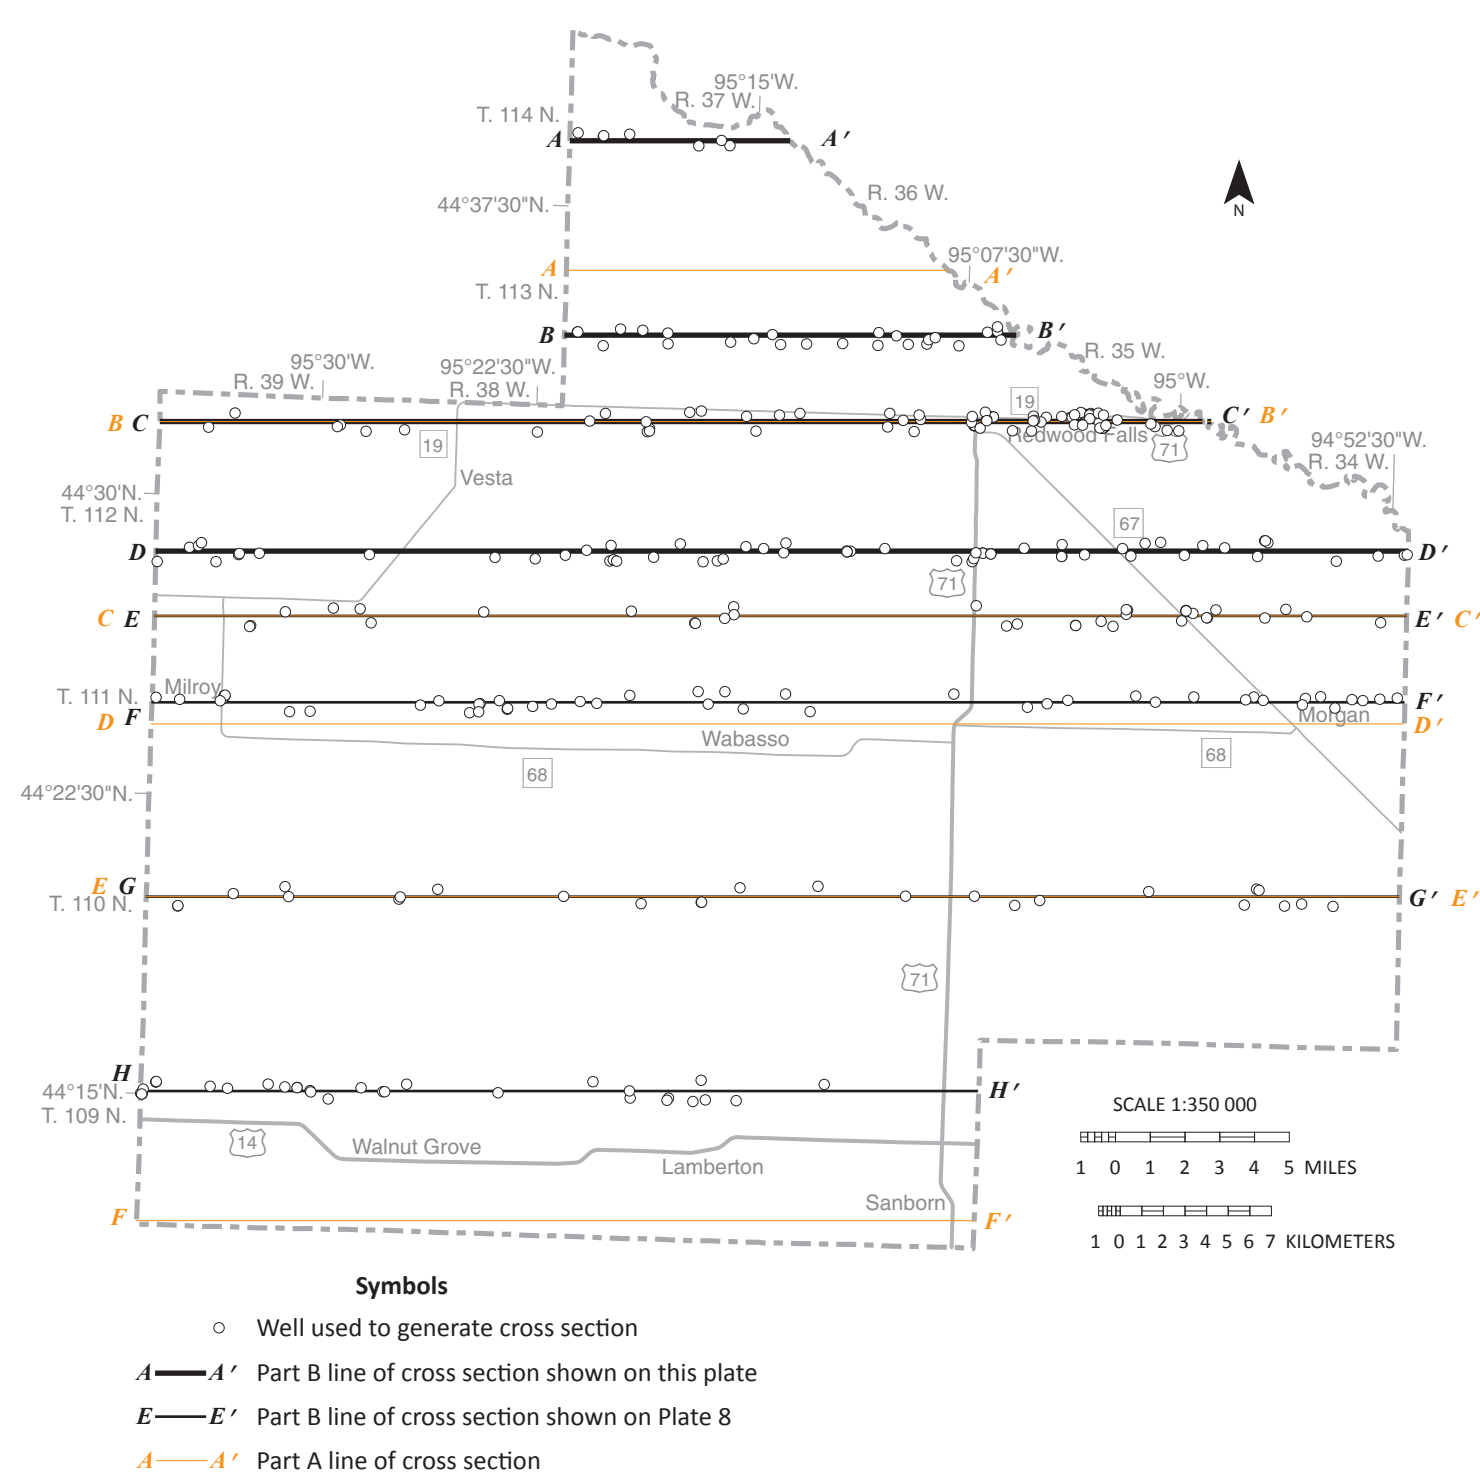 95°15'W.
R. 37 W.
T. 114 N.
A A'
44°37'30"N.
R. 36 W.
N
95°07'30"W.
A A'
T. 113 N.
B B'
R. 35 W.
95°30'W.
95°22'30"W.
R. 39 W.
R. 38 W.
95°W.
19
B C C' B'
Redwood Falls
19
71
94°52'30"W.
R. 34 W.
Vesta
44°30'N.
T. 112 N.
67
D D'
71
C E E' C'
T. 111 N.
Milroy
F F'
D D'
Morgan
Wabasso
68
68
44°22'30"N.
E G G' E'
T. 110 N.
71
H H'
44°15'N.
T. 109 N.
14
Walnut Grove
Lamberton
Sanborn
F F'
SCALE 1:350 000
1 0 1 2 3 4 5 MILES
1 0 1 2 3 4 5 6 7 KILOMETERS
Symbols
Well used to generate cross section
A A' Part B line of cross section shown on this plate
E E' Part B line of cross section shown on Plate 8
A A' Part A line of cross section